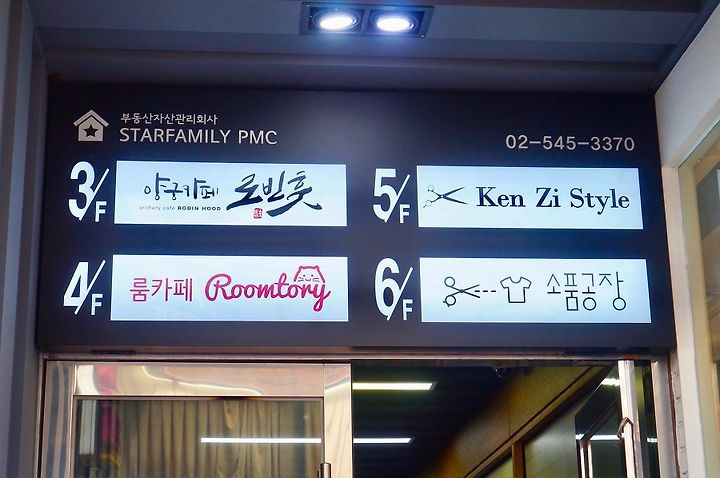 부동산자산관리회사
STARFAMILY PMC
02-545-3370
3/F
양궁카페 로빈훗
archery cafe ROBIN HOOD
5/F
Ken Zi Style
4/F
룸카페 Roomtory
6/F
소품공장